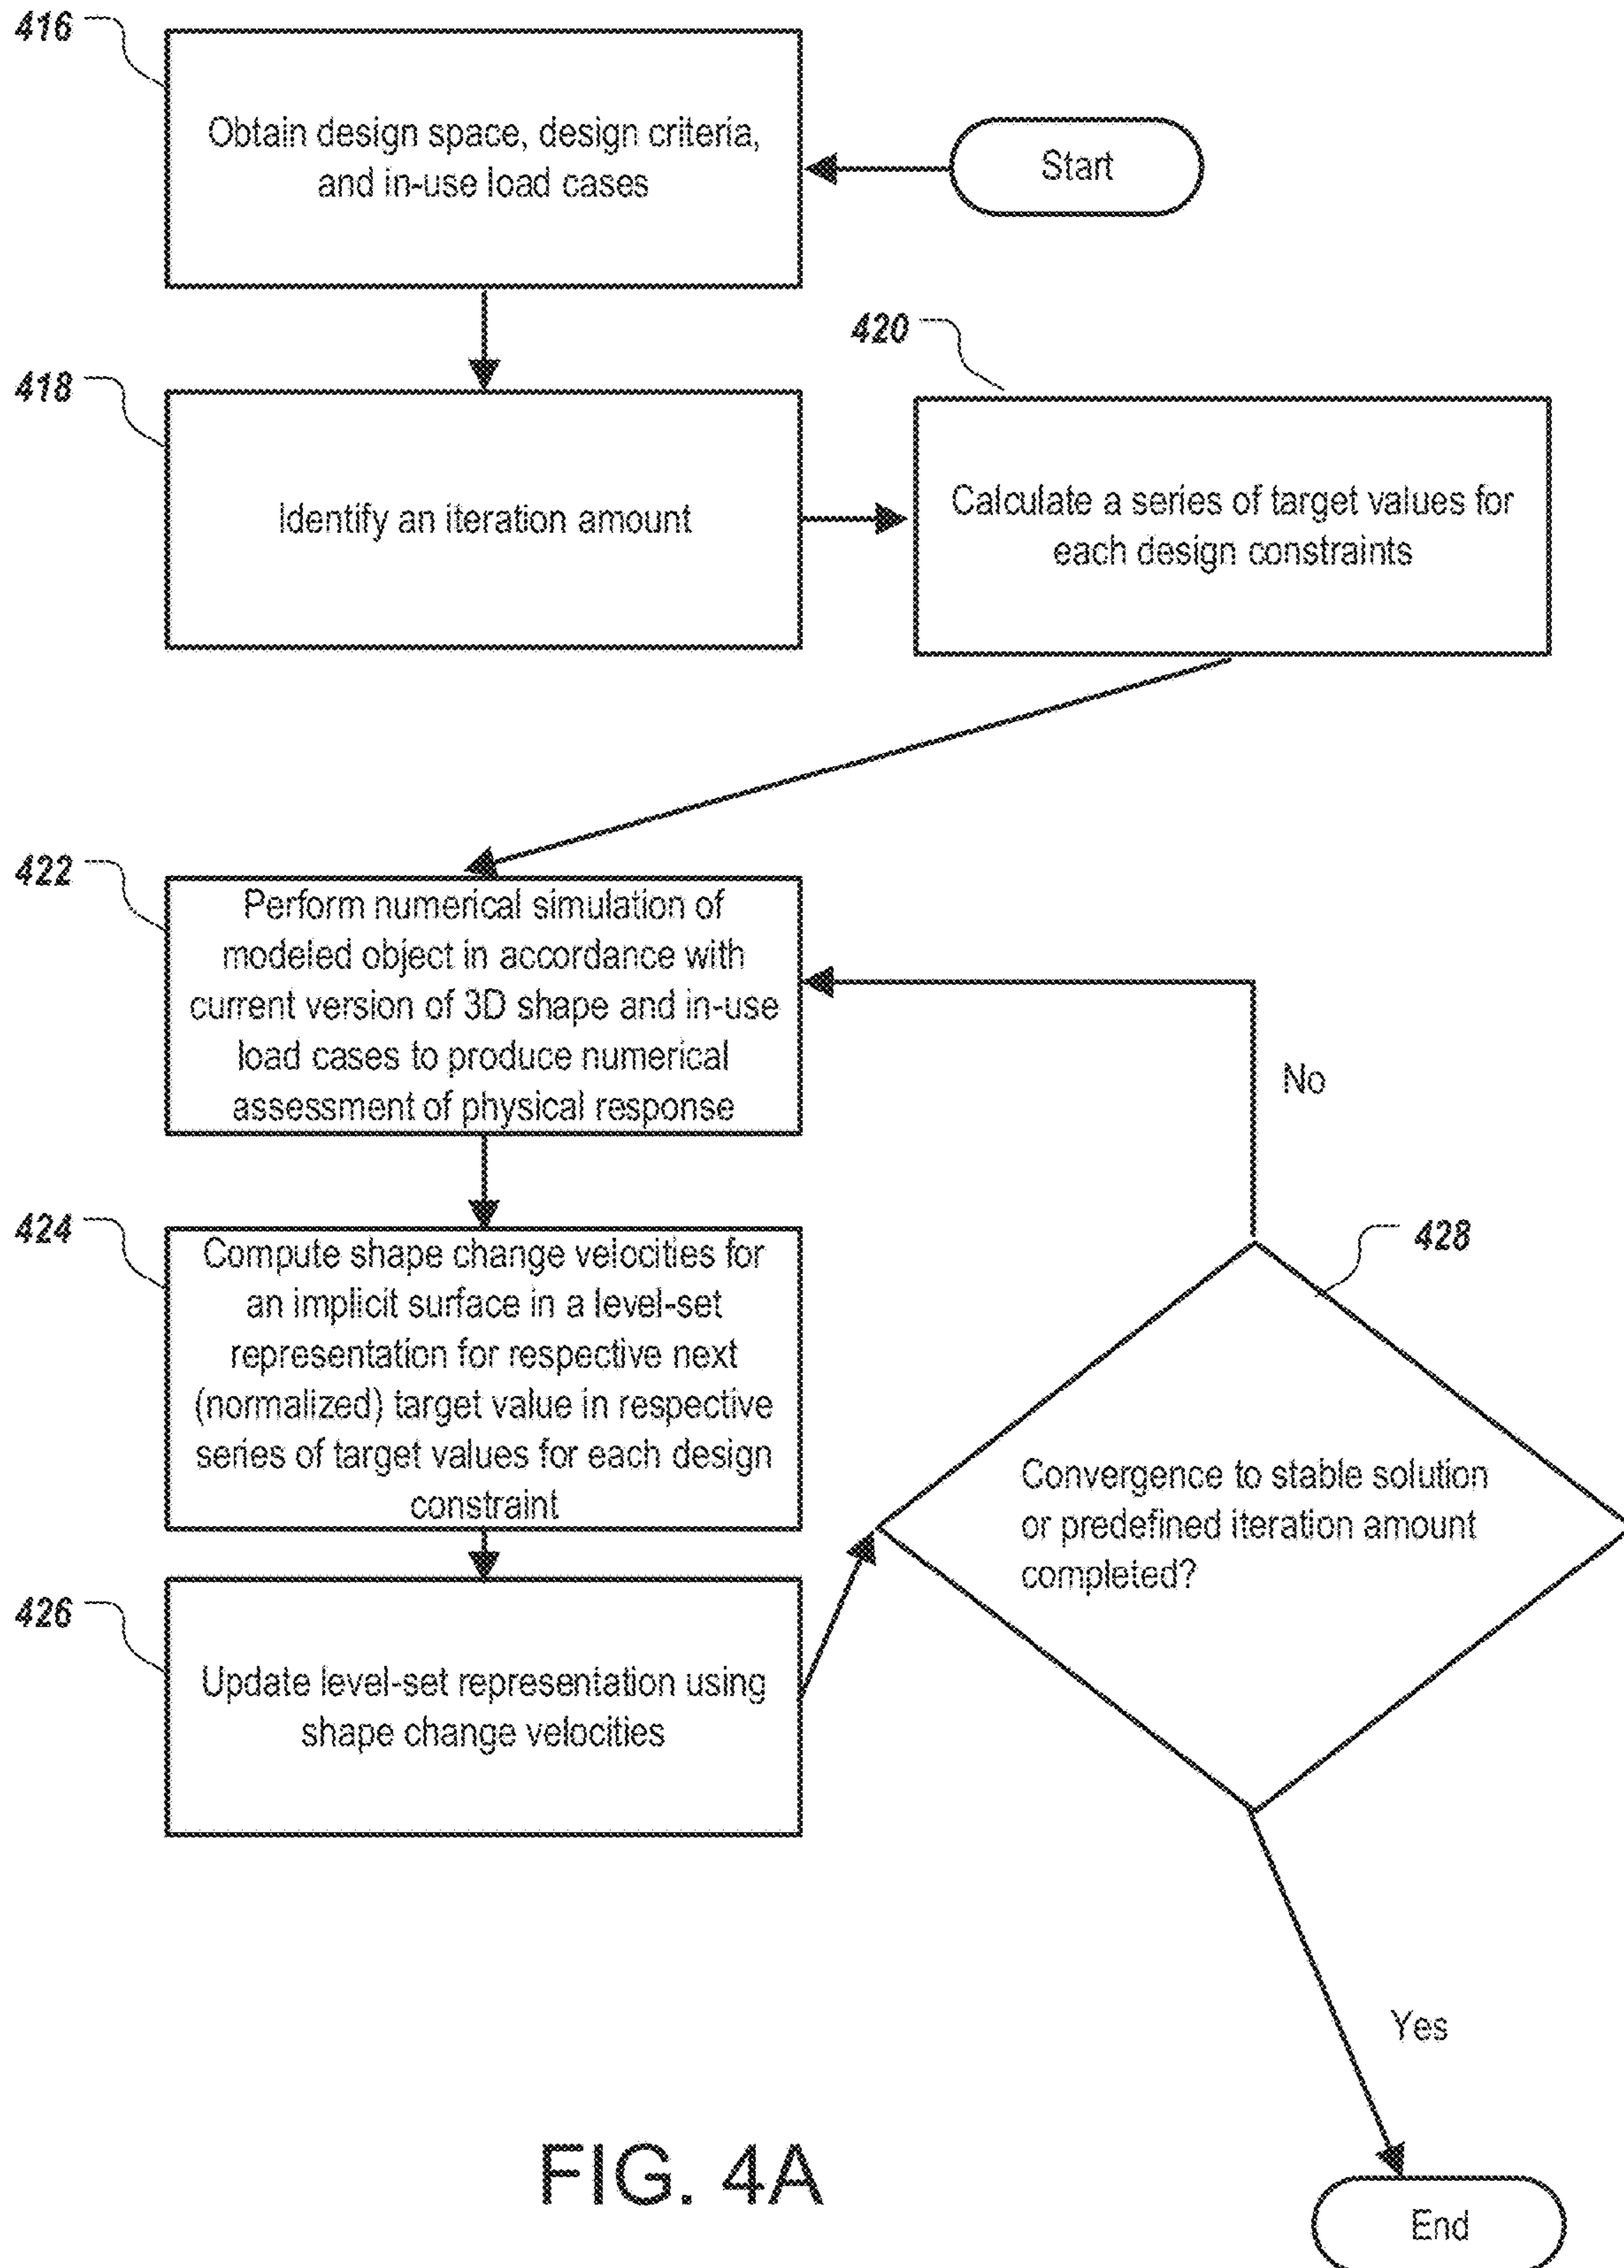 416
Obtain design space, design criteria,
and in-use load cases
Start
418
Identify an iteration amount
420
Calculate a series of target values for
each design constraints
422
Perform numerical simulation of
modeled object in accordance with
current version of 3D shape and in-use
load cases to produce numerical
assessment of physical response
No
424
Compute shape change velocities for
an implicit surface in a level-set
representation for respective next
(normalized) target value in respective
series of target values for each design
constraint
428
Convergence to stable solution
or predefined iteration amount
completed?
426
Update level-set representation using
shape change velocities
Yes
End
FIG. 4A